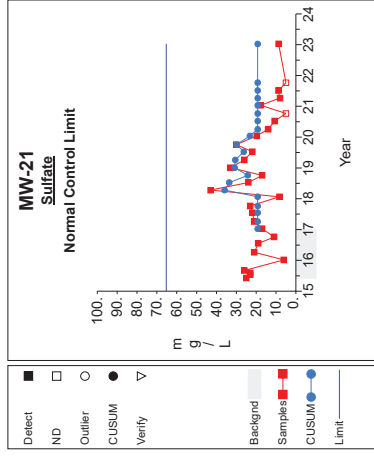 MW-21
Sulfate
Normal Control Limit
100.
90.
80.
70.
60.
50.
40.
30.
20.
10.
0.
m
g
/
L
15
16
17
18
19
20
21
22
23
24
Year
Detect
ND
Outlier
CUSUM
Verify
Backgnd
Samples
CUSUM
Limit